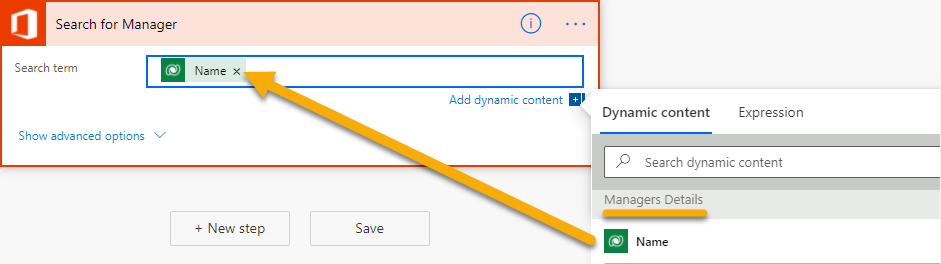 Search for Manager
Search term
Name ×
Add dynamic content
Show advanced options
+ New step
Save
Dynamic content
Expression
Search dynamic content
Managers Details
Name